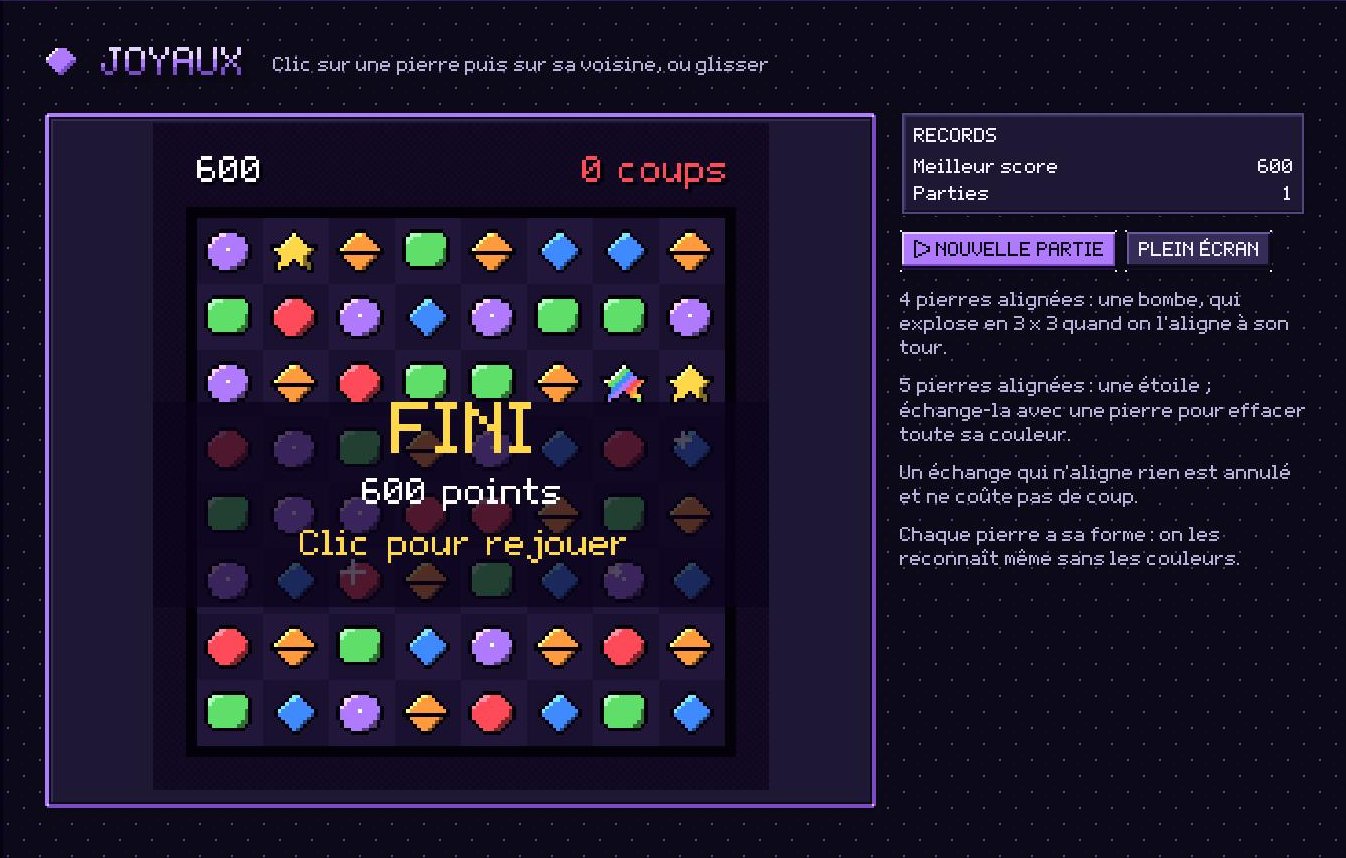 JOYAUX
Clic sur une pierre puis sur sa voisine, ou glisser
600
0 coups
FINI
600 points
Clic pour rejouer
RECORDS
Meilleur score 600
Parties 1
NOUVELLE PARTIE
PLEIN ÉCRAN
4 pierres alignées : une bombe, qui
explose en 3 x 3 quand on l'aligne à son
tour.
5 pierres alignées : une étoile ;
échange-la avec une pierre pour effacer
toute sa couleur.
Un échange qui n'aligne rien est annulé
et ne coûte pas de coup.
Chaque pierre a sa forme : on les
reconnaît même sans les couleurs.